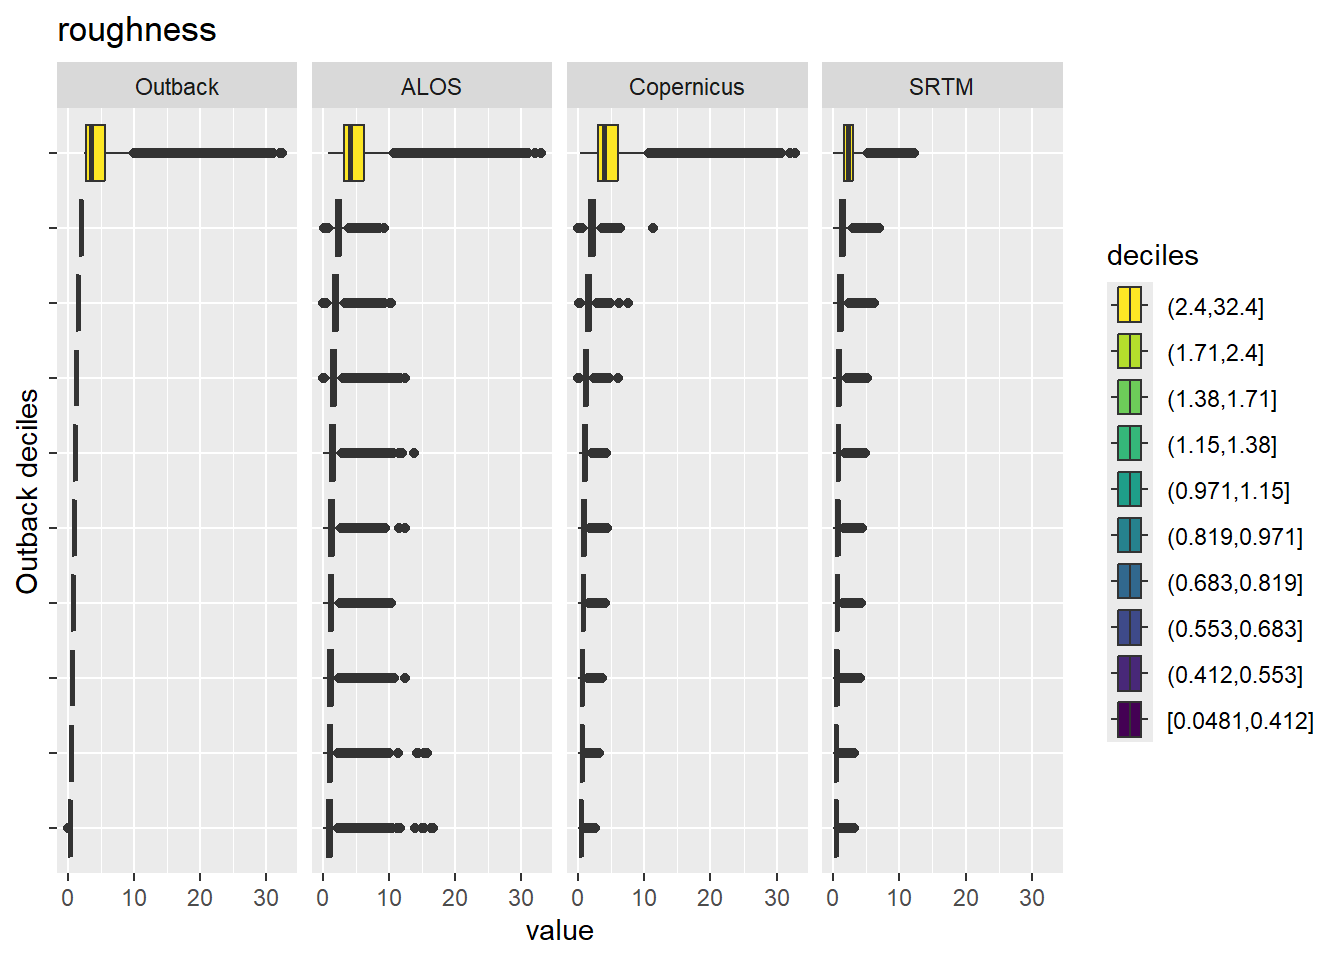 roughness
Outback
ALOS
Copernicus
SRTM
Outback deciles
0 10 20 30
0 10 20 30
0 10 20 30
0 10 20 30
value
deciles
(2.4,32.4]
(1.71,2.4]
(1.38,1.71]
(1.15,1.38]
(0.971,1.15]
(0.819,0.971]
(0.683,0.819]
(0.553,0.683]
(0.412,0.553]
[0.0481,0.412]